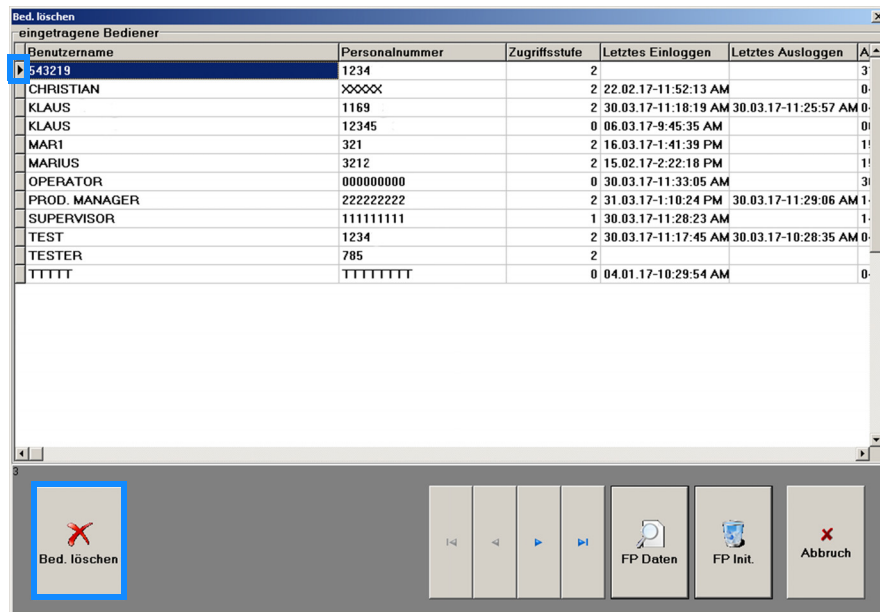 Bed. löschen
eingetragene Bediener
Benutzername Personalnummer Zugriffsstufe Letztes Einloggen Letztes Ausloggen
543219 1234 2
CHRISTIAN XXXXX 2 22.02.17-11:52:13 AM
KLAUS 1169 2 30.03.17-11:18:19 AM 30.03.17-11:25:57 AM
KLAUS 12345 0 06.03.17-9:45:35 AM
MAR1 321 2 16.03.17-1:41:39 PM
MARIUS 3212 2 15.02.17-2:22:18 PM
OPERATOR 000000000 0 30.03.17-11:33:05 AM
PROD. MANAGER 222222222 2 31.03.17-1:10:24 PM 30.03.17-11:29:06 AM
SUPERVISOR 111111111 1 30.03.17-11:28:23 AM
TEST 1234 2 30.03.17-11:17:45 AM 30.03.17-10:28:35 AM
TESTER 785 2
TTTTT TTTTTTTT 0 04.01.17-10:29:54 AM
3
Bed. löschen FP Daten FP Init. Abbruch